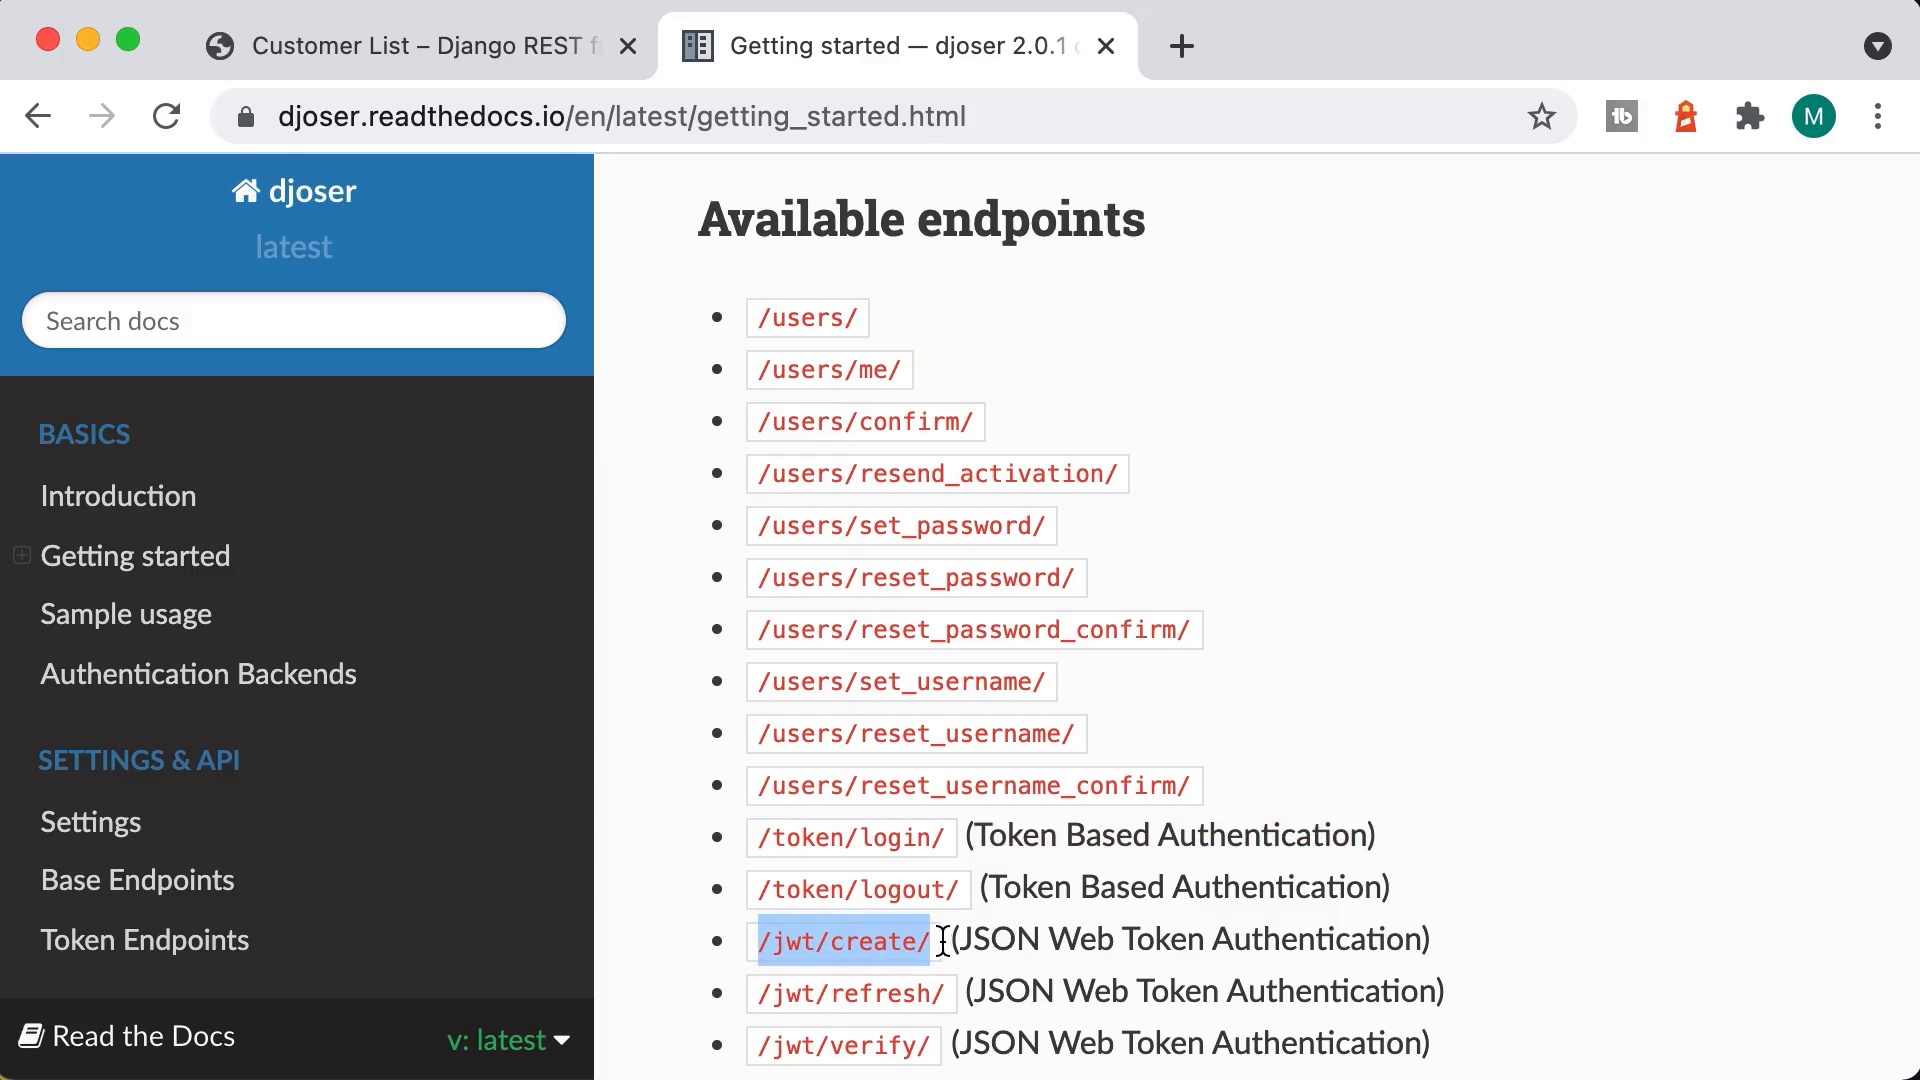 Customer List – Django REST f
Getting started — djoser 2.0.1
djoser.readthedocs.io/en/latest/getting_started.html
M
djoser
latest
Search docs
BASICS
Introduction
Getting started
Sample usage
Authentication Backends
SETTINGS & API
Settings
Base Endpoints
Token Endpoints
Read the Docs
v: latest
Available endpoints
/users/
/users/me/
/users/confirm/
/users/resend_activation/
/users/set_password/
/users/reset_password/
/users/reset_password_confirm/
/users/set_username/
/users/reset_username/
/users/reset_username_confirm/
/token/login/ (Token Based Authentication)
/token/logout/ (Token Based Authentication)
/jwt/create/ (JSON Web Token Authentication)
/jwt/refresh/ (JSON Web Token Authentication)
/jwt/verify/ (JSON Web Token Authentication)